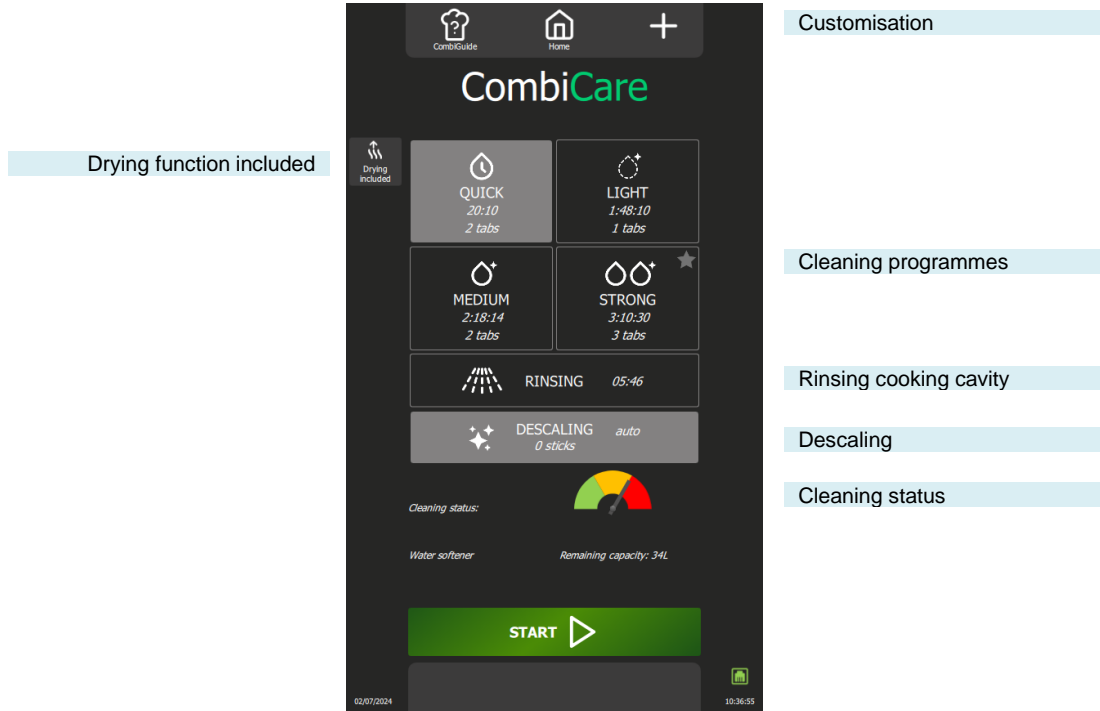 CombiGuide
Home
Customisation
CombiCare
Drying function included
Drying
included
QUICK
20:10
2 tabs
LIGHT
1:48:10
1 tabs
MEDIUM
2:18:14
2 tabs
STRONG
3:10:30
3 tabs
Cleaning programmes
RINSING 05:46
Rinsing cooking cavity
DESCALING auto
0 sticks
Descaling
Cleaning status:
Cleaning status
Water softener Remaining capacity: 34L
START
02/07/2024
10:36:55